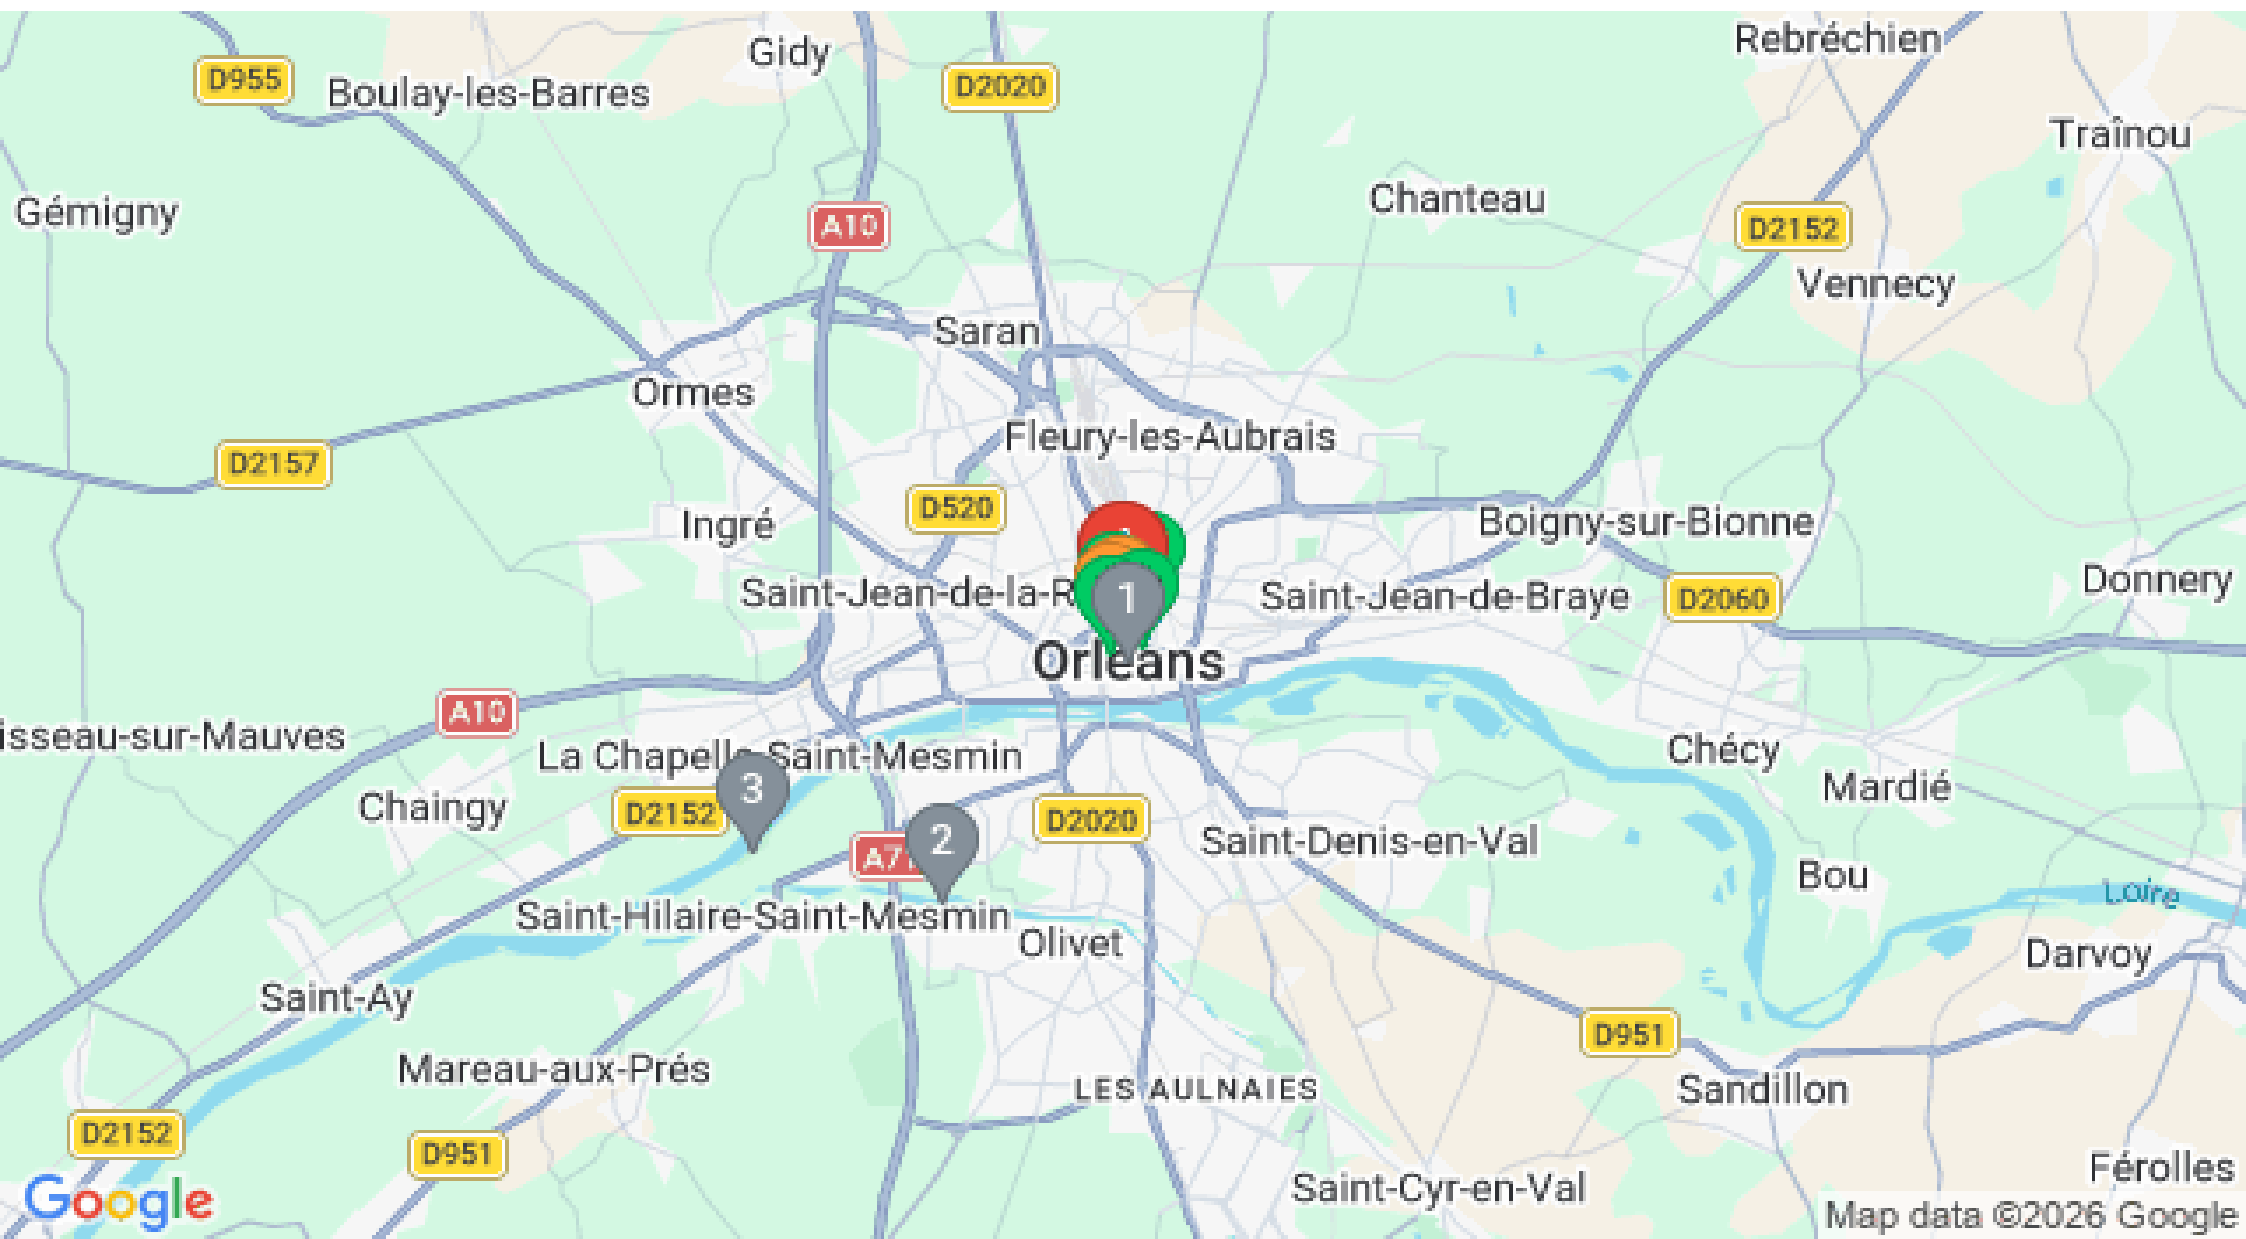 Gidy
Rebréchien
D955
Boulay-les-Barres
D2020
Traînou
Gémigny
Chanteau
A10
D2152
Vennecy
Saran
Ormes
Fleury-les-Aubrais
D2157
D520
Ingré
Boigny-sur-Bionne
Saint-Jean-de-la-R
1
Saint-Jean-de-Braye
D2060
Donnery
Orléans
A10
isseau-sur-Mauves
La Chapelle-Saint-Mesmin
Chécy
3
Mardié
Chaingy
D2152
D2020
2
Saint-Denis-en-Val
A71
Bou
Loire
Saint-Hilaire-Saint-Mesmin
Olivet
Darvoy
Saint-Ay
D951
Mareau-aux-Prés
LES AULNAIES
Sandillon
D2152
D951
Férolles
Saint-Cyr-en-Val
Google
Map data ©2026 Google